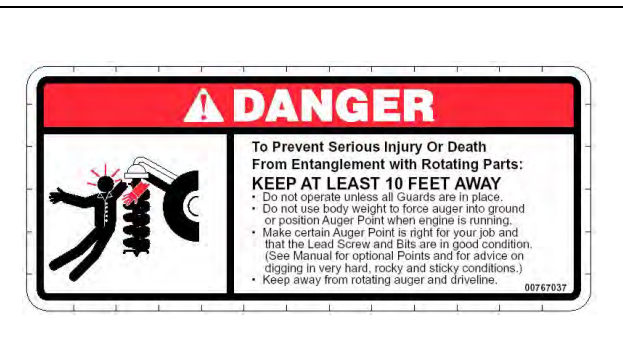 DANGER
To Prevent Serious Injury Or Death
From Entanglement with Rotating Parts:
KEEP AT LEAST 10 FEET AWAY
• Do not operate unless all Guards are in place.
• Do not use body weight to force auger into ground
or position Auger Point when engine is running.
• Make certain Auger Point is right for your job and
that the Lead Screw and Bits are in good condition.
(See Manual for optional Points and for advice on
digging in very hard, rocky and sticky conditions.)
• Keep away from rotating auger and driveline.
00767037